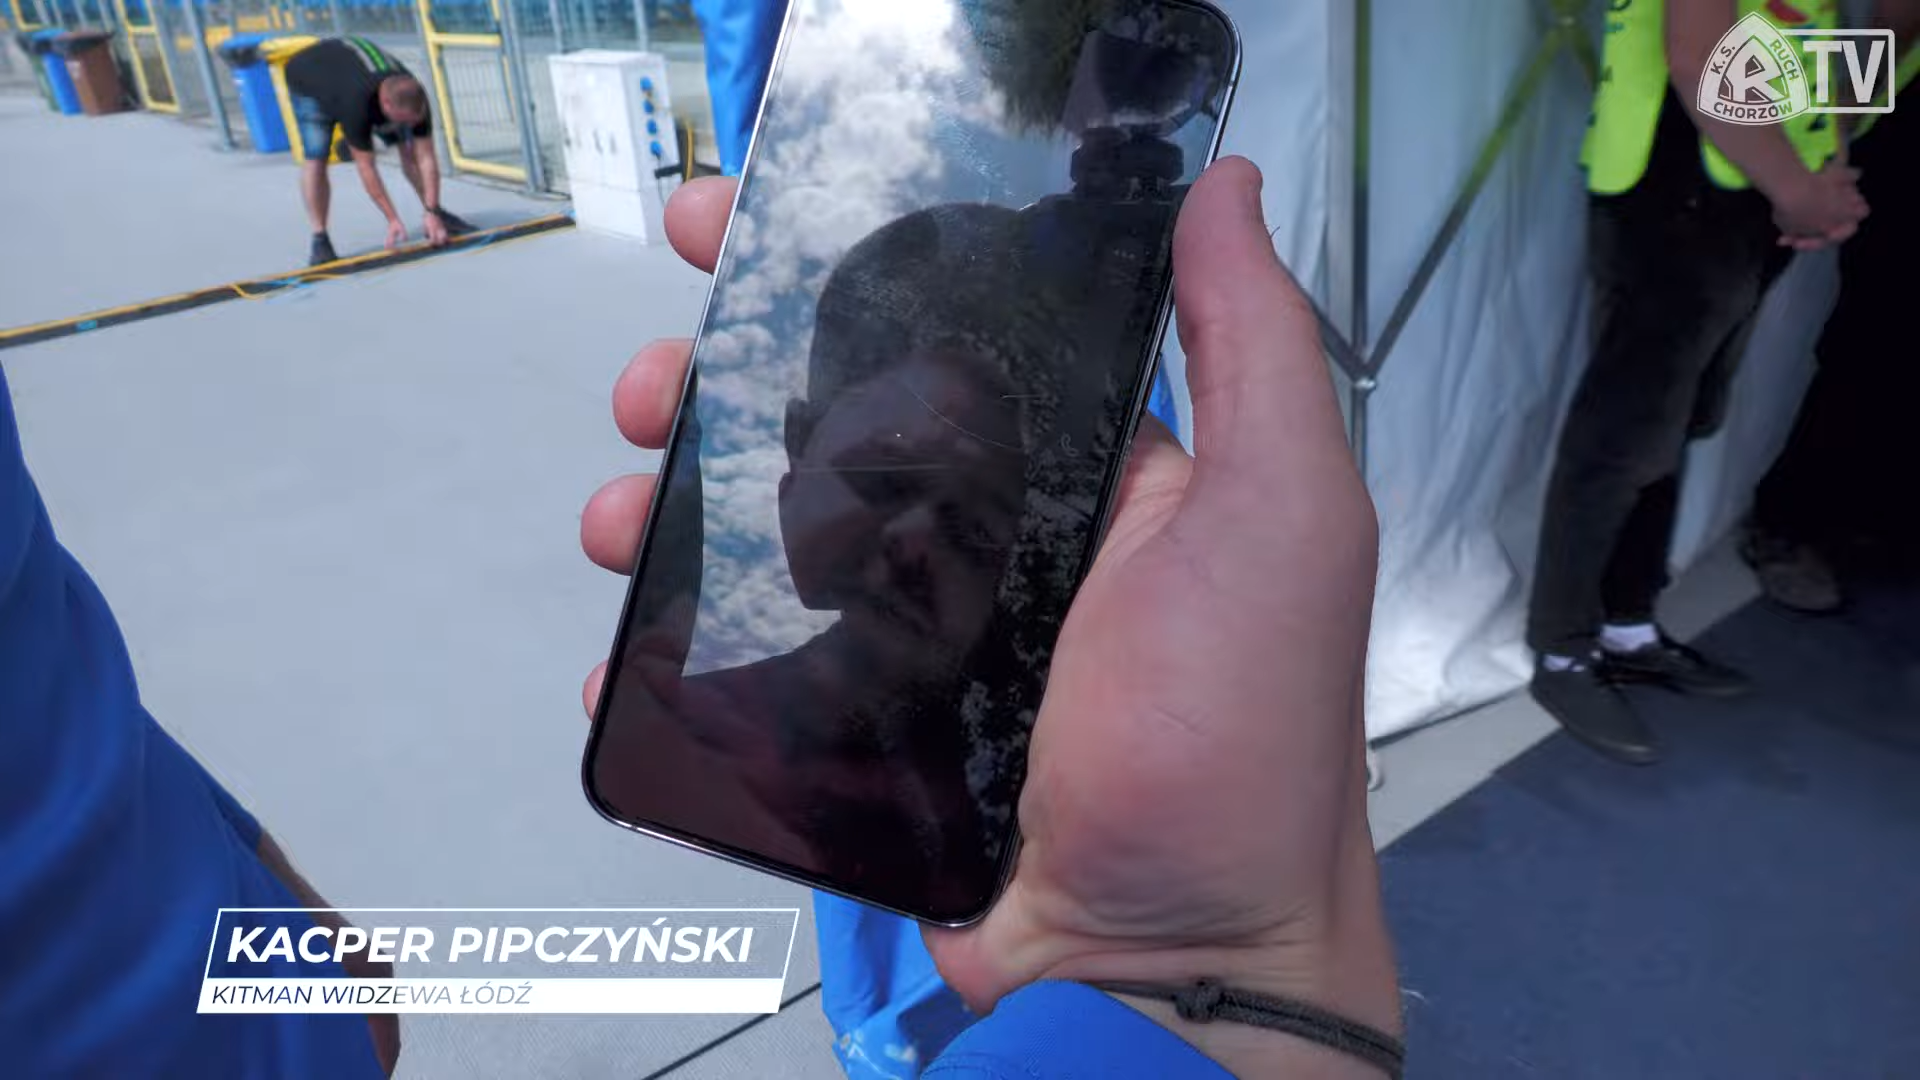 K.S. RUCH CHORZÓW TV
KACPER PIPCZYŃSKI
KITMAN WIDZEWA ŁÓDŹ